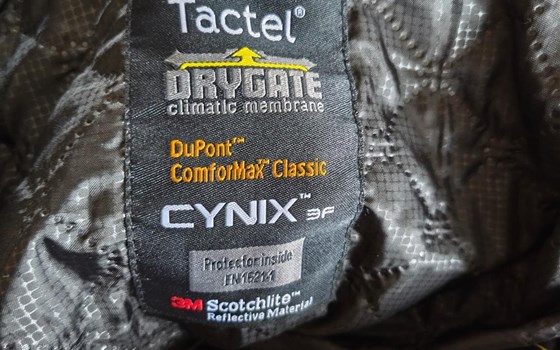 Tactel®
DRYGATE
climatic membrane
DuPont™
ComforMax™ Classic
CYNIX™ 3F
Protector inside
EN1621-1
3M Scotchlite™
Reflective Material